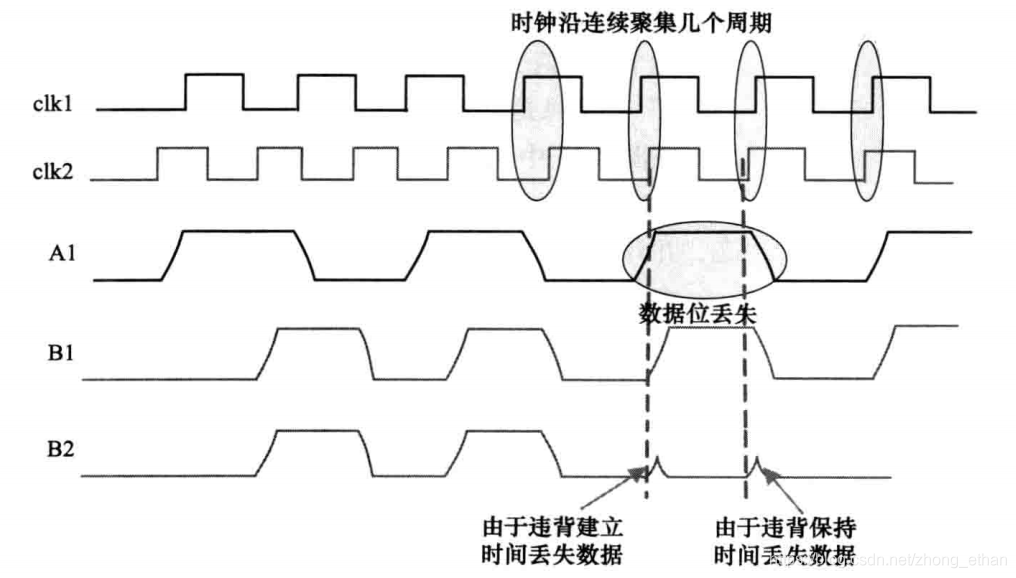 时钟沿连续聚集几个周期
clk1
clk2
A1
数据位丢失
B1
B2
由于违背建立
时间丢失数据
由于违背保持
时间丢失数据
https://blog.csdn.net/zhong_ethan